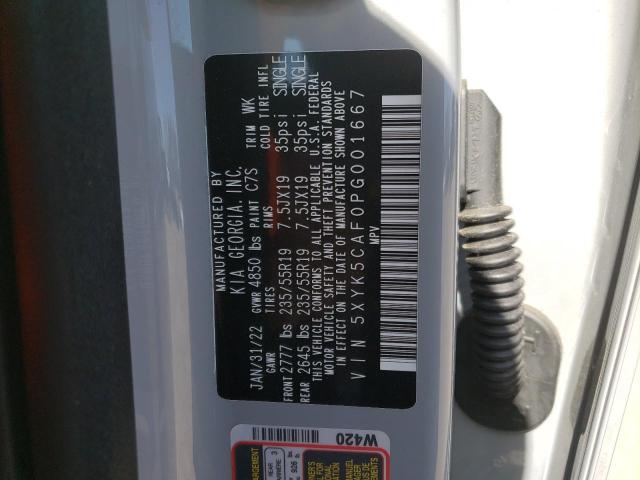 MANUFACTURED BY
KIA GEORGIA, INC.
JAN/31/22 GVWR 4850 lbs PAINT C7S TRIM WK
GAWR TIRES RIMS COLD TIRE INFL
FRONT 2777 lbs 235/55R19 7.5JX19 35psi SINGLE
REAR 2645 lbs 235/55R19 7.5JX19 35psi SINGLE
THIS VEHICLE CONFORMS TO ALL APPLICABLE U.S.A. FEDERAL
MOTOR VEHICLE SAFETY AND THEFT PREVENTION STANDARDS
IN EFFECT ON THE DATE OF MANUFACTURE SHOWN ABOVE
VIN 5XYK5CAF0PG001667
MPV
W420
REAR 3